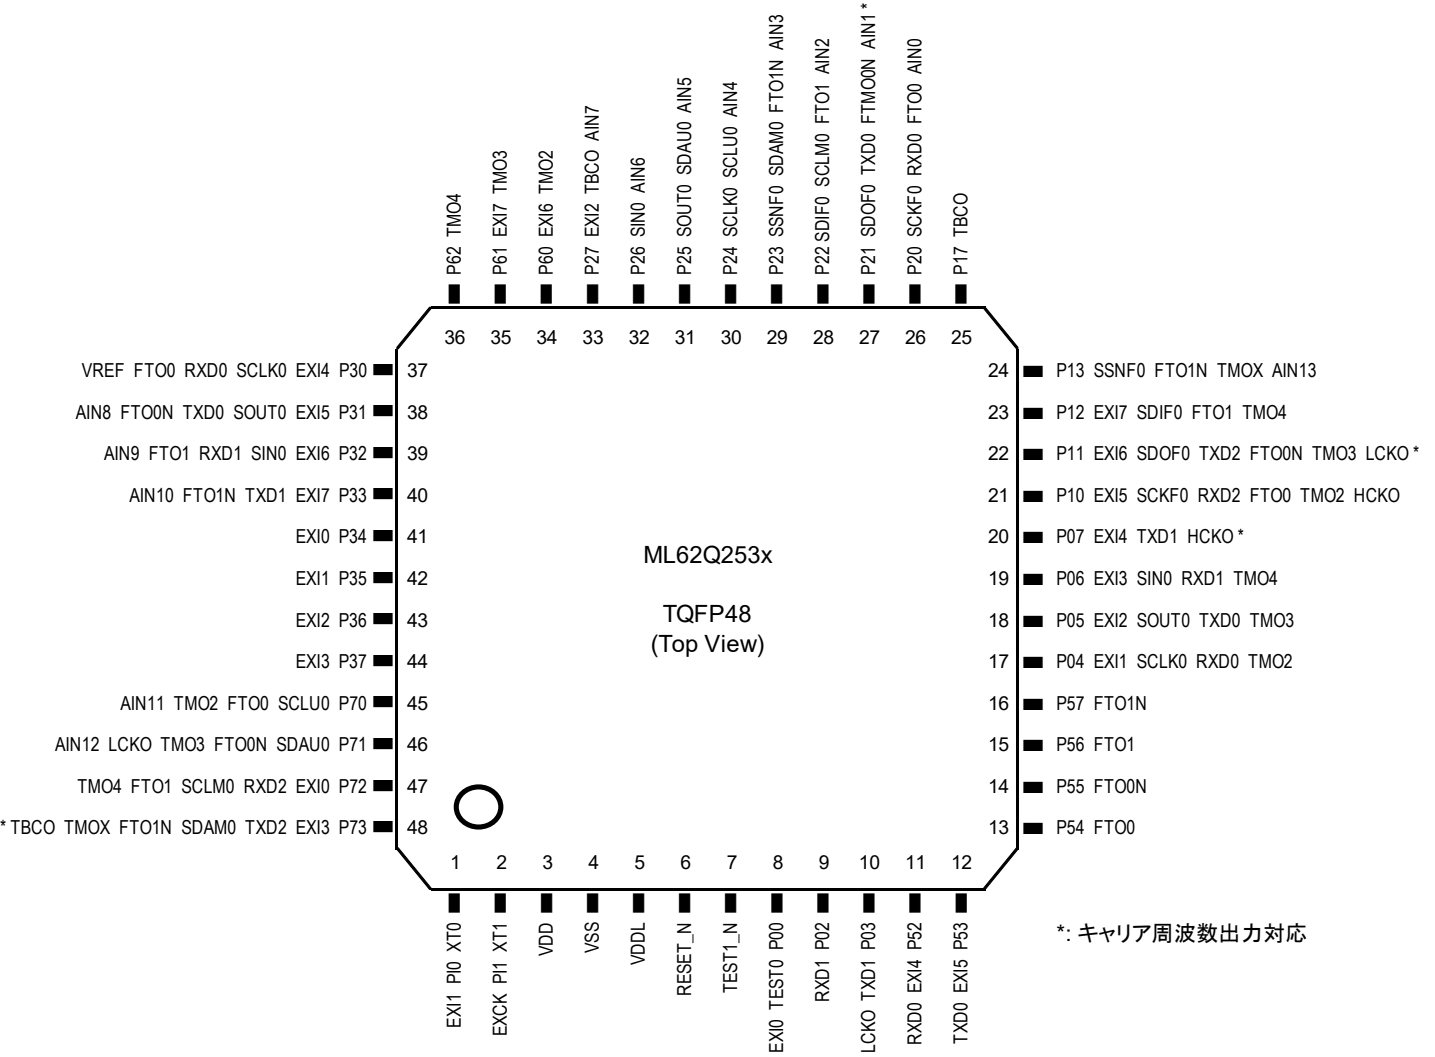 P62 TMO4
P61 EXI7 TMO3
P60 EXI6 TMO2
P27 EXI2 TBCO AIN7
P26 SIN0 AIN6
P25 SOUT0 SDAU0 AIN5
P24 SCLK0 SCLU0 AIN4
P23 SSNF0 SDAM0 FTO1N AIN3
P22 SDIF0 SCLM0 FTO1 AIN2
P21 SDOF0 TXD0 FTMO0N AIN1 *
P20 SCKF0 RXD0 FTO0 AIN0
P17 TBCO
36 35 34 33 32 31 30 29 28 27 26 25
VREF FTO0 RXD0 SCLK0 EXI4 P30 37
AIN8 FTO0N TXD0 SOUT0 EXI5 P31 38
AIN9 FTO1 RXD1 SIN0 EXI6 P32 39
AIN10 FTO1N TXD1 EXI7 P33 40
EXI0 P34 41
EXI1 P35 42
EXI2 P36 43
EXI3 P37 44
AIN11 TMO2 FTO0 SCLU0 P70 45
AIN12 LCKO TMO3 FTO0N SDAU0 P71 46
TMO4 FTO1 SCLM0 RXD2 EXI0 P72 47
* TBCO TMOX FTO1N SDAM0 TXD2 EXI3 P73 48
ML62Q253x
TQFP48
(Top View)
24 P13 SSNF0 FTO1N TMOX AIN13
23 P12 EXI7 SDIF0 FTO1 TMO4
22 P11 EXI6 SDOF0 TXD2 FTO0N TMO3 LCKO *
21 P10 EXI5 SCKF0 RXD2 FTO0 TMO2 HCKO
20 P07 EXI4 TXD1 HCKO *
19 P06 EXI3 SIN0 RXD1 TMO4
18 P05 EXI2 SOUT0 TXD0 TMO3
17 P04 EXI1 SCLK0 RXD0 TMO2
16 P57 FTO1N
15 P56 FTO1
14 P55 FTO0N
13 P54 FTO0
1 2 3 4 5 6 7 8 9 10 11 12
EXI1 PI0 XT0
EXCK PI1 XT1
VDD
VSS
VDDL
RESET_N
TEST1_N
EXI0 TEST0 P00
RXD1 P02
LCKO TXD1 P03
RXD0 EXI4 P52
TXD0 EXI5 P53
*: キャリア周波数出力対応